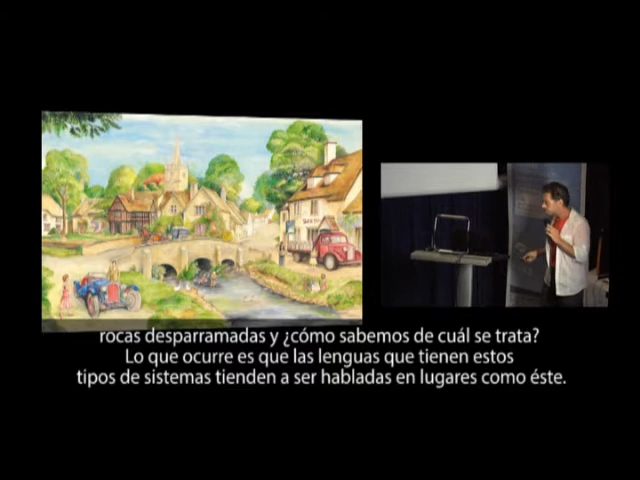 rocas desparramadas y ¿cómo sabemos de cuál se trata?
Lo que ocurre es que las lenguas que tienen estos
tipos de sistemas tienden a ser habladas en lugares como éste.